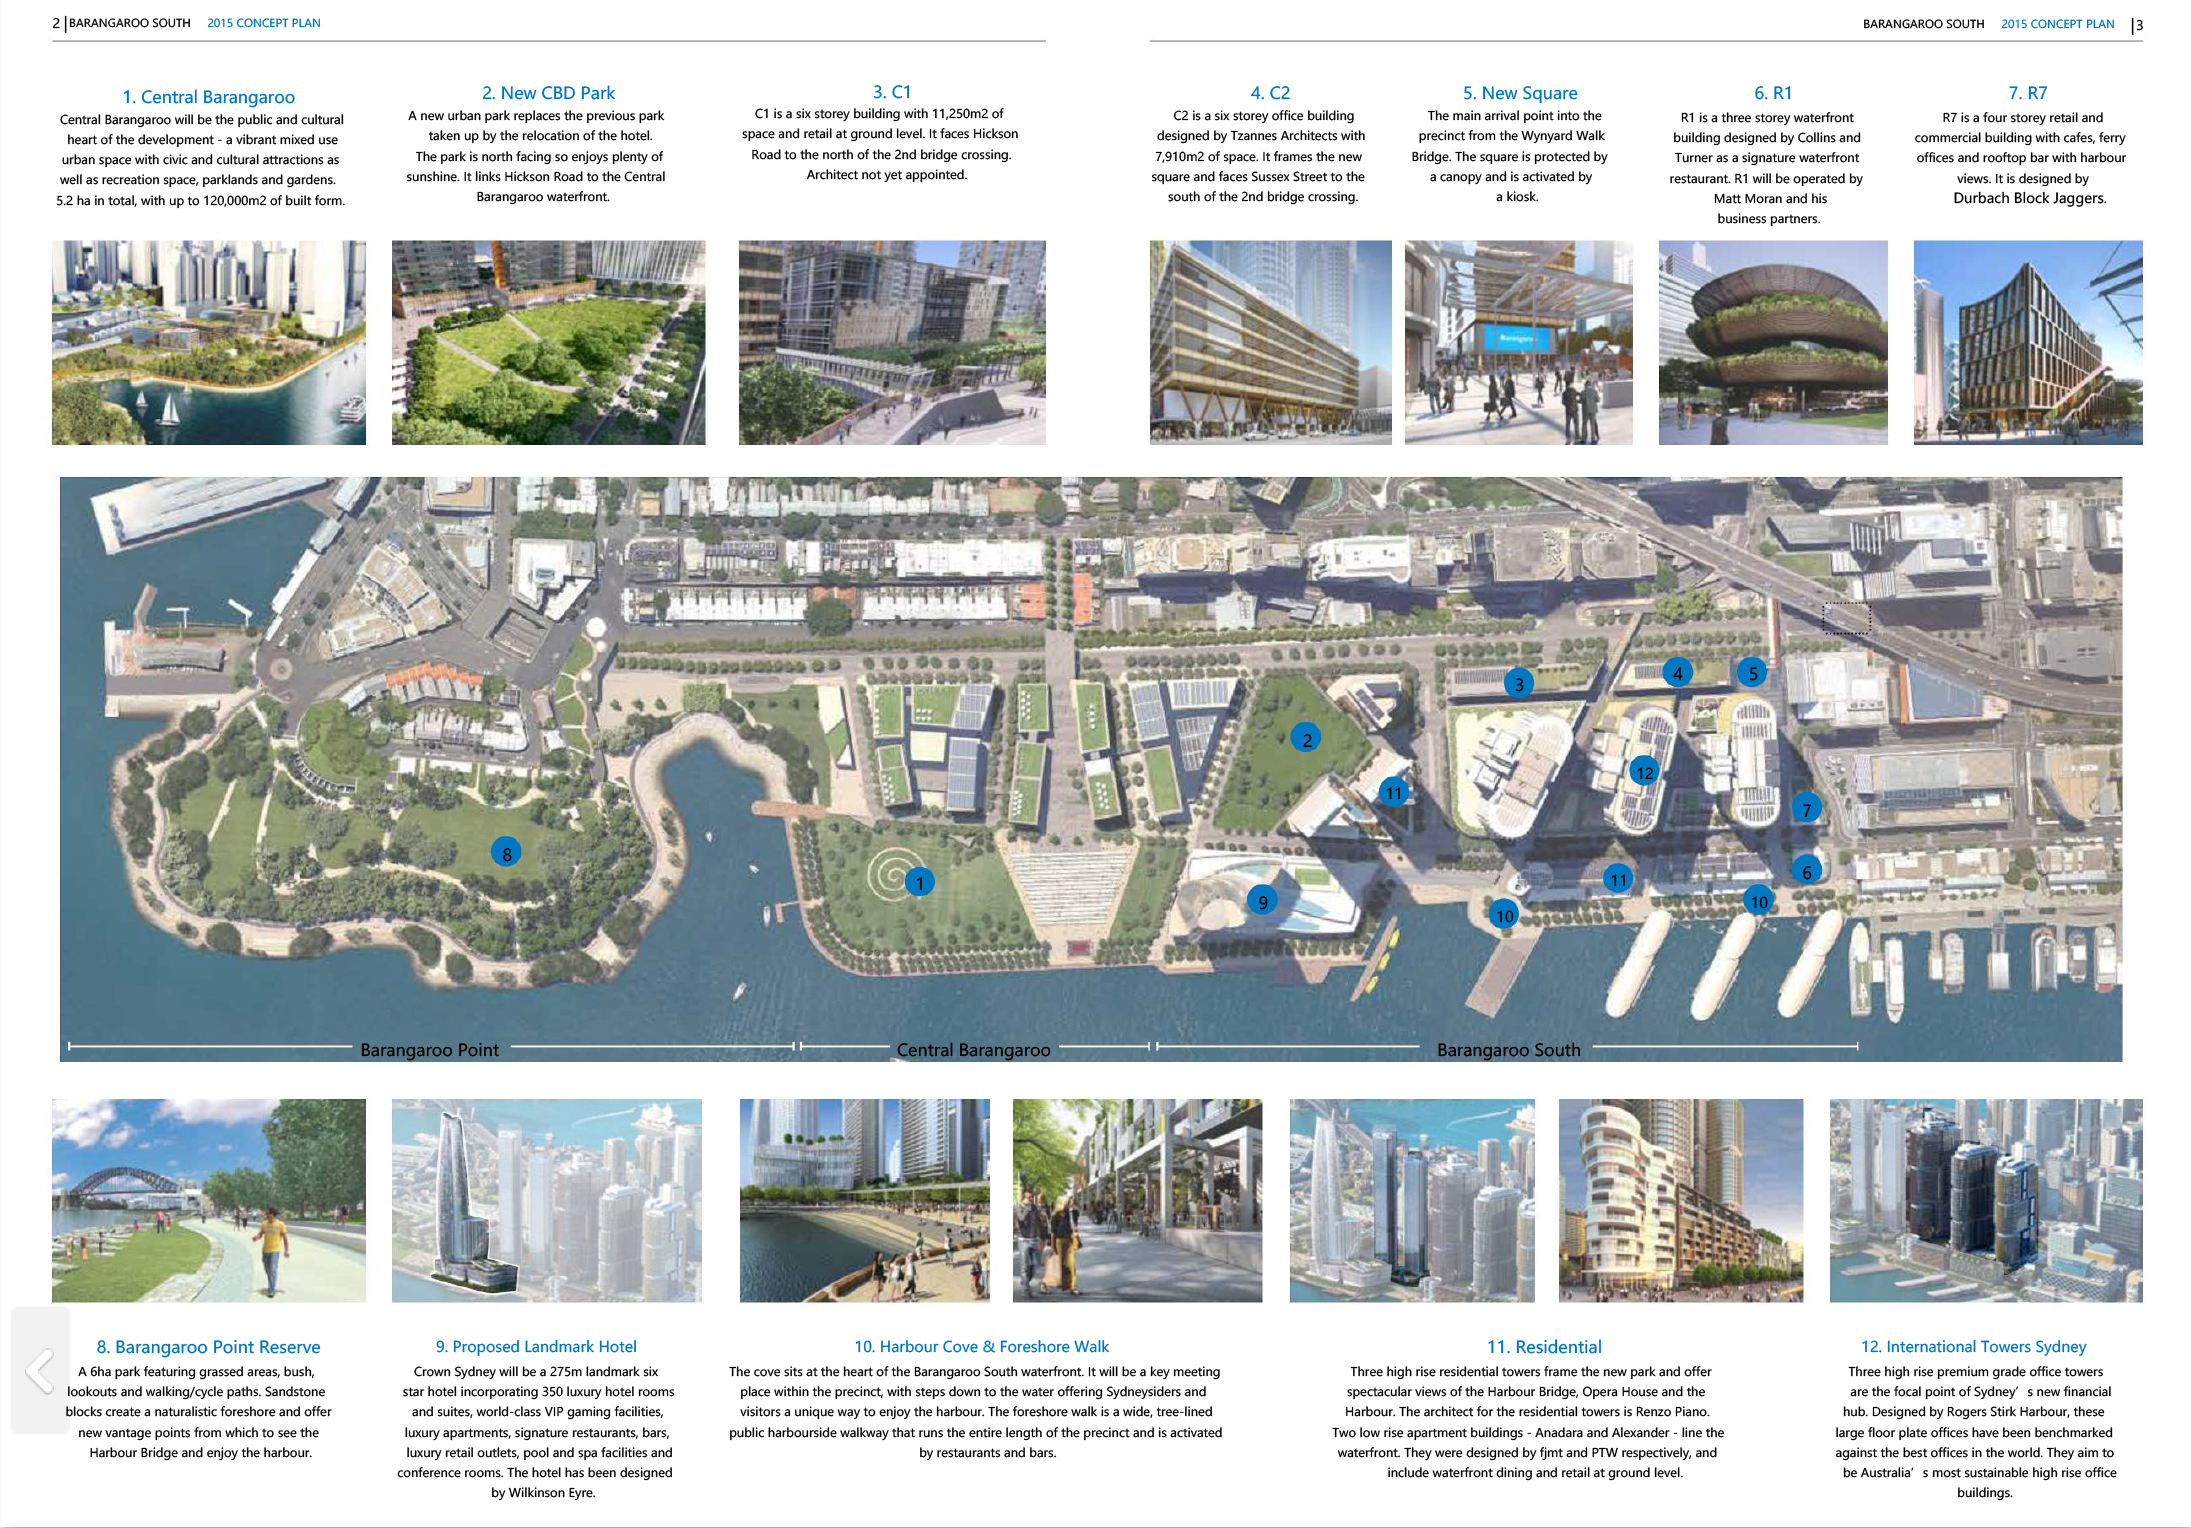 2 | BARANGAROO SOUTH 2015 CONCEPT PLAN
BARANGAROO SOUTH 2015 CONCEPT PLAN | 3
1. Central Barangaroo
Central Barangaroo will be the public and cultural
heart of the development - a vibrant mixed use
urban space with civic and cultural attractions as
well as recreation space, parklands and gardens.
5.2 ha in total, with up to 120,000m2 of built form.
2. New CBD Park
A new urban park replaces the previous park
taken up by the relocation of the hotel.
The park is north facing so enjoys plenty of
sunshine. It links Hickson Road to the Central
Barangaroo waterfront.
3. C1
C1 is a six storey building with 11,250m2 of
space and retail at ground level. It faces Hickson
Road to the north of the 2nd bridge crossing.
Architect not yet appointed.
4. C2
C2 is a six storey office building
designed by Tzannes Architects with
7,910m2 of space. It frames the new
square and faces Sussex Street to the
south of the 2nd bridge crossing.
5. New Square
The main arrival point into the
precinct from the Wynyard Walk
Bridge. The square is protected by
a canopy and is activated by
a kiosk.
6. R1
R1 is a three storey waterfront
building designed by Collins and
Turner as a signature waterfront
restaurant. R1 will be operated by
Matt Moran and his
business partners.
7. R7
R7 is a four storey retail and
commercial building with cafes, ferry
offices and rooftop bar with harbour
views. It is designed by
Durbach Block Jaggers.
Barangaroo
3
4
5
2
11
12
7
8
1
9
10
11
10
6
Barangaroo Point
Central Barangaroo
Barangaroo South
8. Barangaroo Point Reserve
A 6ha park featuring grassed areas, bush,
lookouts and walking/cycle paths. Sandstone
blocks create a naturalistic foreshore and offer
new vantage points from which to see the
Harbour Bridge and enjoy the harbour.
9. Proposed Landmark Hotel
Crown Sydney will be a 275m landmark six
star hotel incorporating 350 luxury hotel rooms
and suites, world-class VIP gaming facilities,
luxury apartments, signature restaurants, bars,
luxury retail outlets, pool and spa facilities and
conference rooms. The hotel has been designed
by Wilkinson Eyre.
10. Harbour Cove & Foreshore Walk
The cove sits at the heart of the Barangaroo South waterfront. It will be a key meeting
place within the precinct, with steps down to the water offering Sydneysiders and
visitors a unique way to enjoy the harbour. The foreshore walk is a wide, tree-lined
public harbourside walkway that runs the entire length of the precinct and is activated
by restaurants and bars.
11. Residential
Three high rise residential towers frame the new park and offer
spectacular views of the Harbour Bridge, Opera House and the
Harbour. The architect for the residential towers is Renzo Piano.
Two low rise apartment buildings - Anadara and Alexander - line the
waterfront. They were designed by fjmt and PTW respectively, and
include waterfront dining and retail at ground level.
12. International Towers Sydney
Three high rise premium grade office towers
are the focal point of Sydney' s new financial
hub. Designed by Rogers Stirk Harbour, these
large floor plate offices have been benchmarked
against the best offices in the world. They aim to
be Australia' s most sustainable high rise office
buildings.